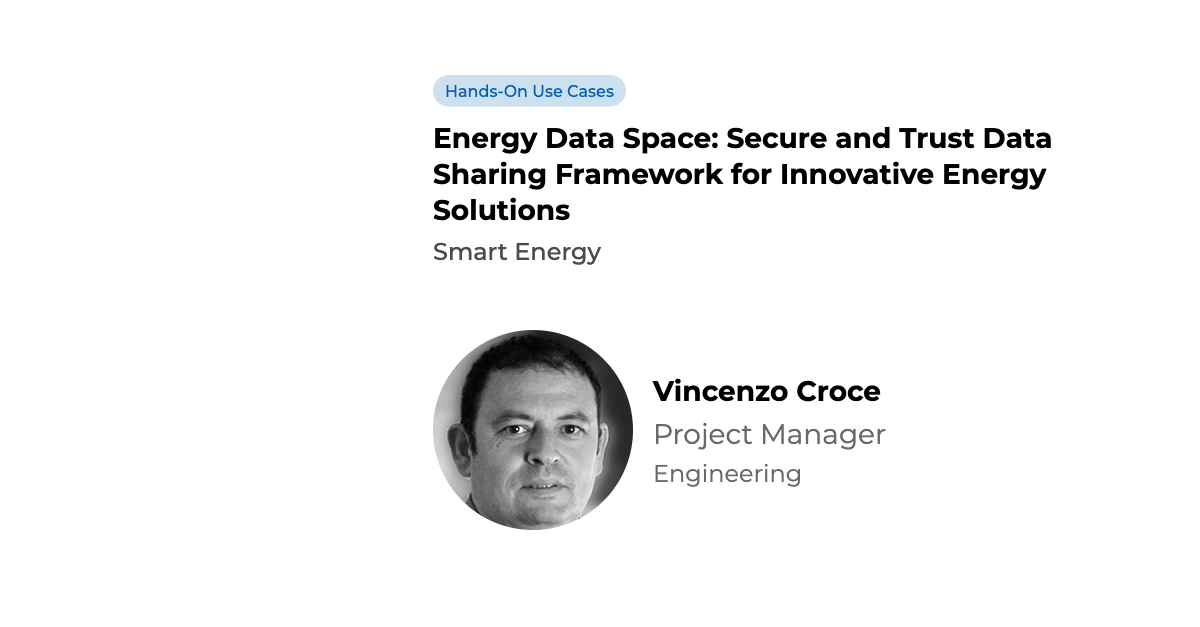 Hands-On Use Cases
Energy Data Space: Secure and Trust Data
Sharing Framework for Innovative Energy
Solutions
Smart Energy
Vincenzo Croce
Project Manager
Engineering